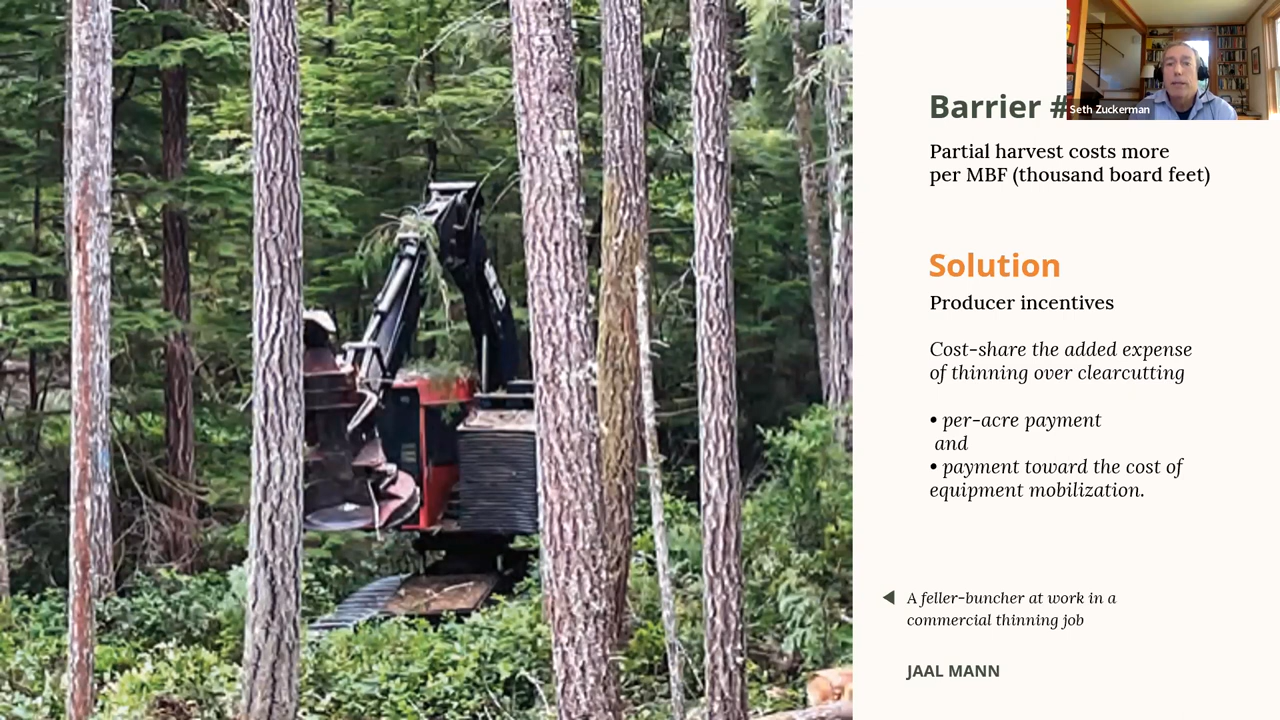 Barrier #
Seth Zuckerman
Partial harvest costs more
per MBF (thousand board feet)
Solution
Producer incentives
Cost-share the added expense
of thinning over clearcutting
• per-acre payment
and
• payment toward the cost of
equipment mobilization.
A feller-buncher at work in a
commercial thinning job
JAAL MANN